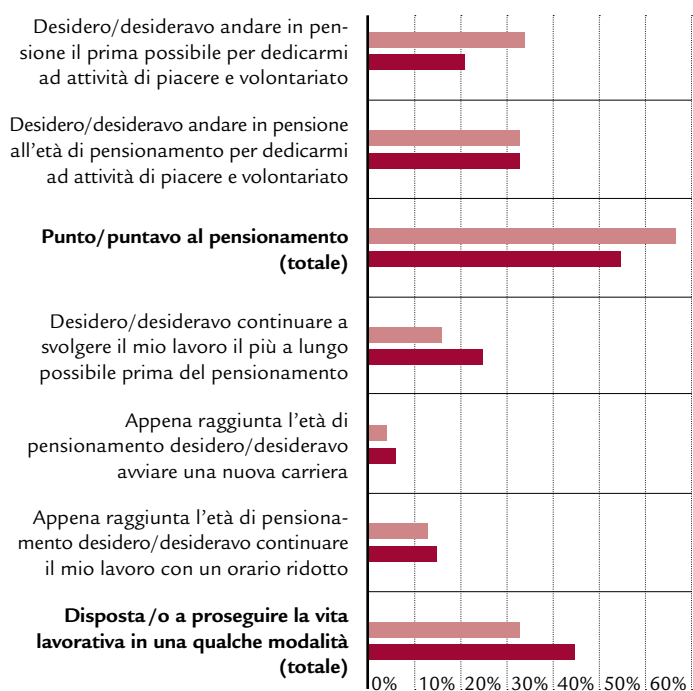 Desidero/desideravo andare in pen-
sione il prima possibile per dedicarmi
ad attività di piacere e volontariato
Desidero/desideravo andare in pensione
all'età di pensionamento per dedicarmi
ad attività di piacere e volontariato
Punto/puntavo al pensionamento
(totale)
Desidero/desideravo continuare a
svolgere il mio lavoro il più a lungo
possibile prima del pensionamento
Appena raggiunta l'età di
pensionamento desidero/desideravo
avviare una nuova carriera
Appena raggiunta l'età di pensiona-
mento desidero/desideravo continuare
il mio lavoro con un orario ridotto
Disposta/o a proseguire la vita
lavorativa in una qualche modalità
(totale)
0% 10% 20% 30% 40% 50% 60%